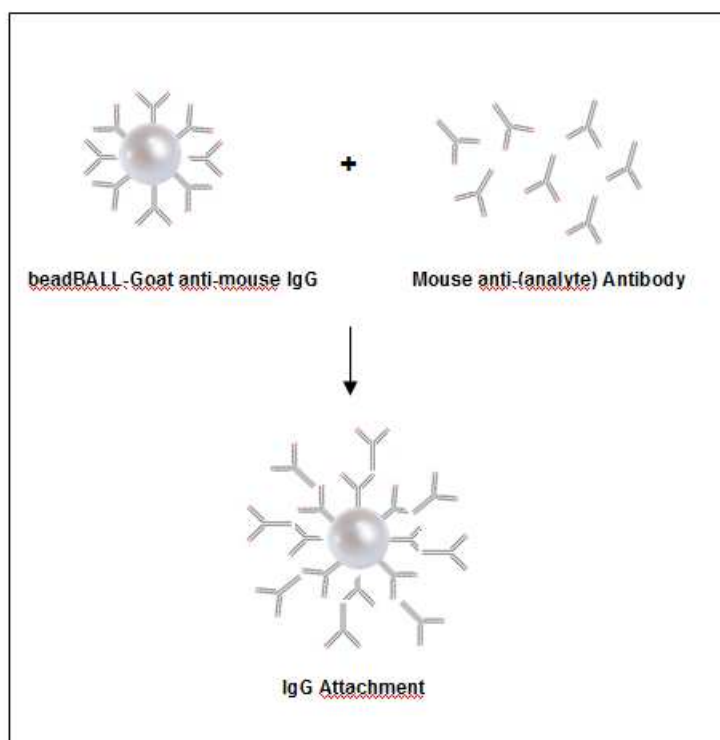 +
beadBALL-Goat anti-mouse IgG
Mouse anti-(analyte) Antibody
IgG Attachment